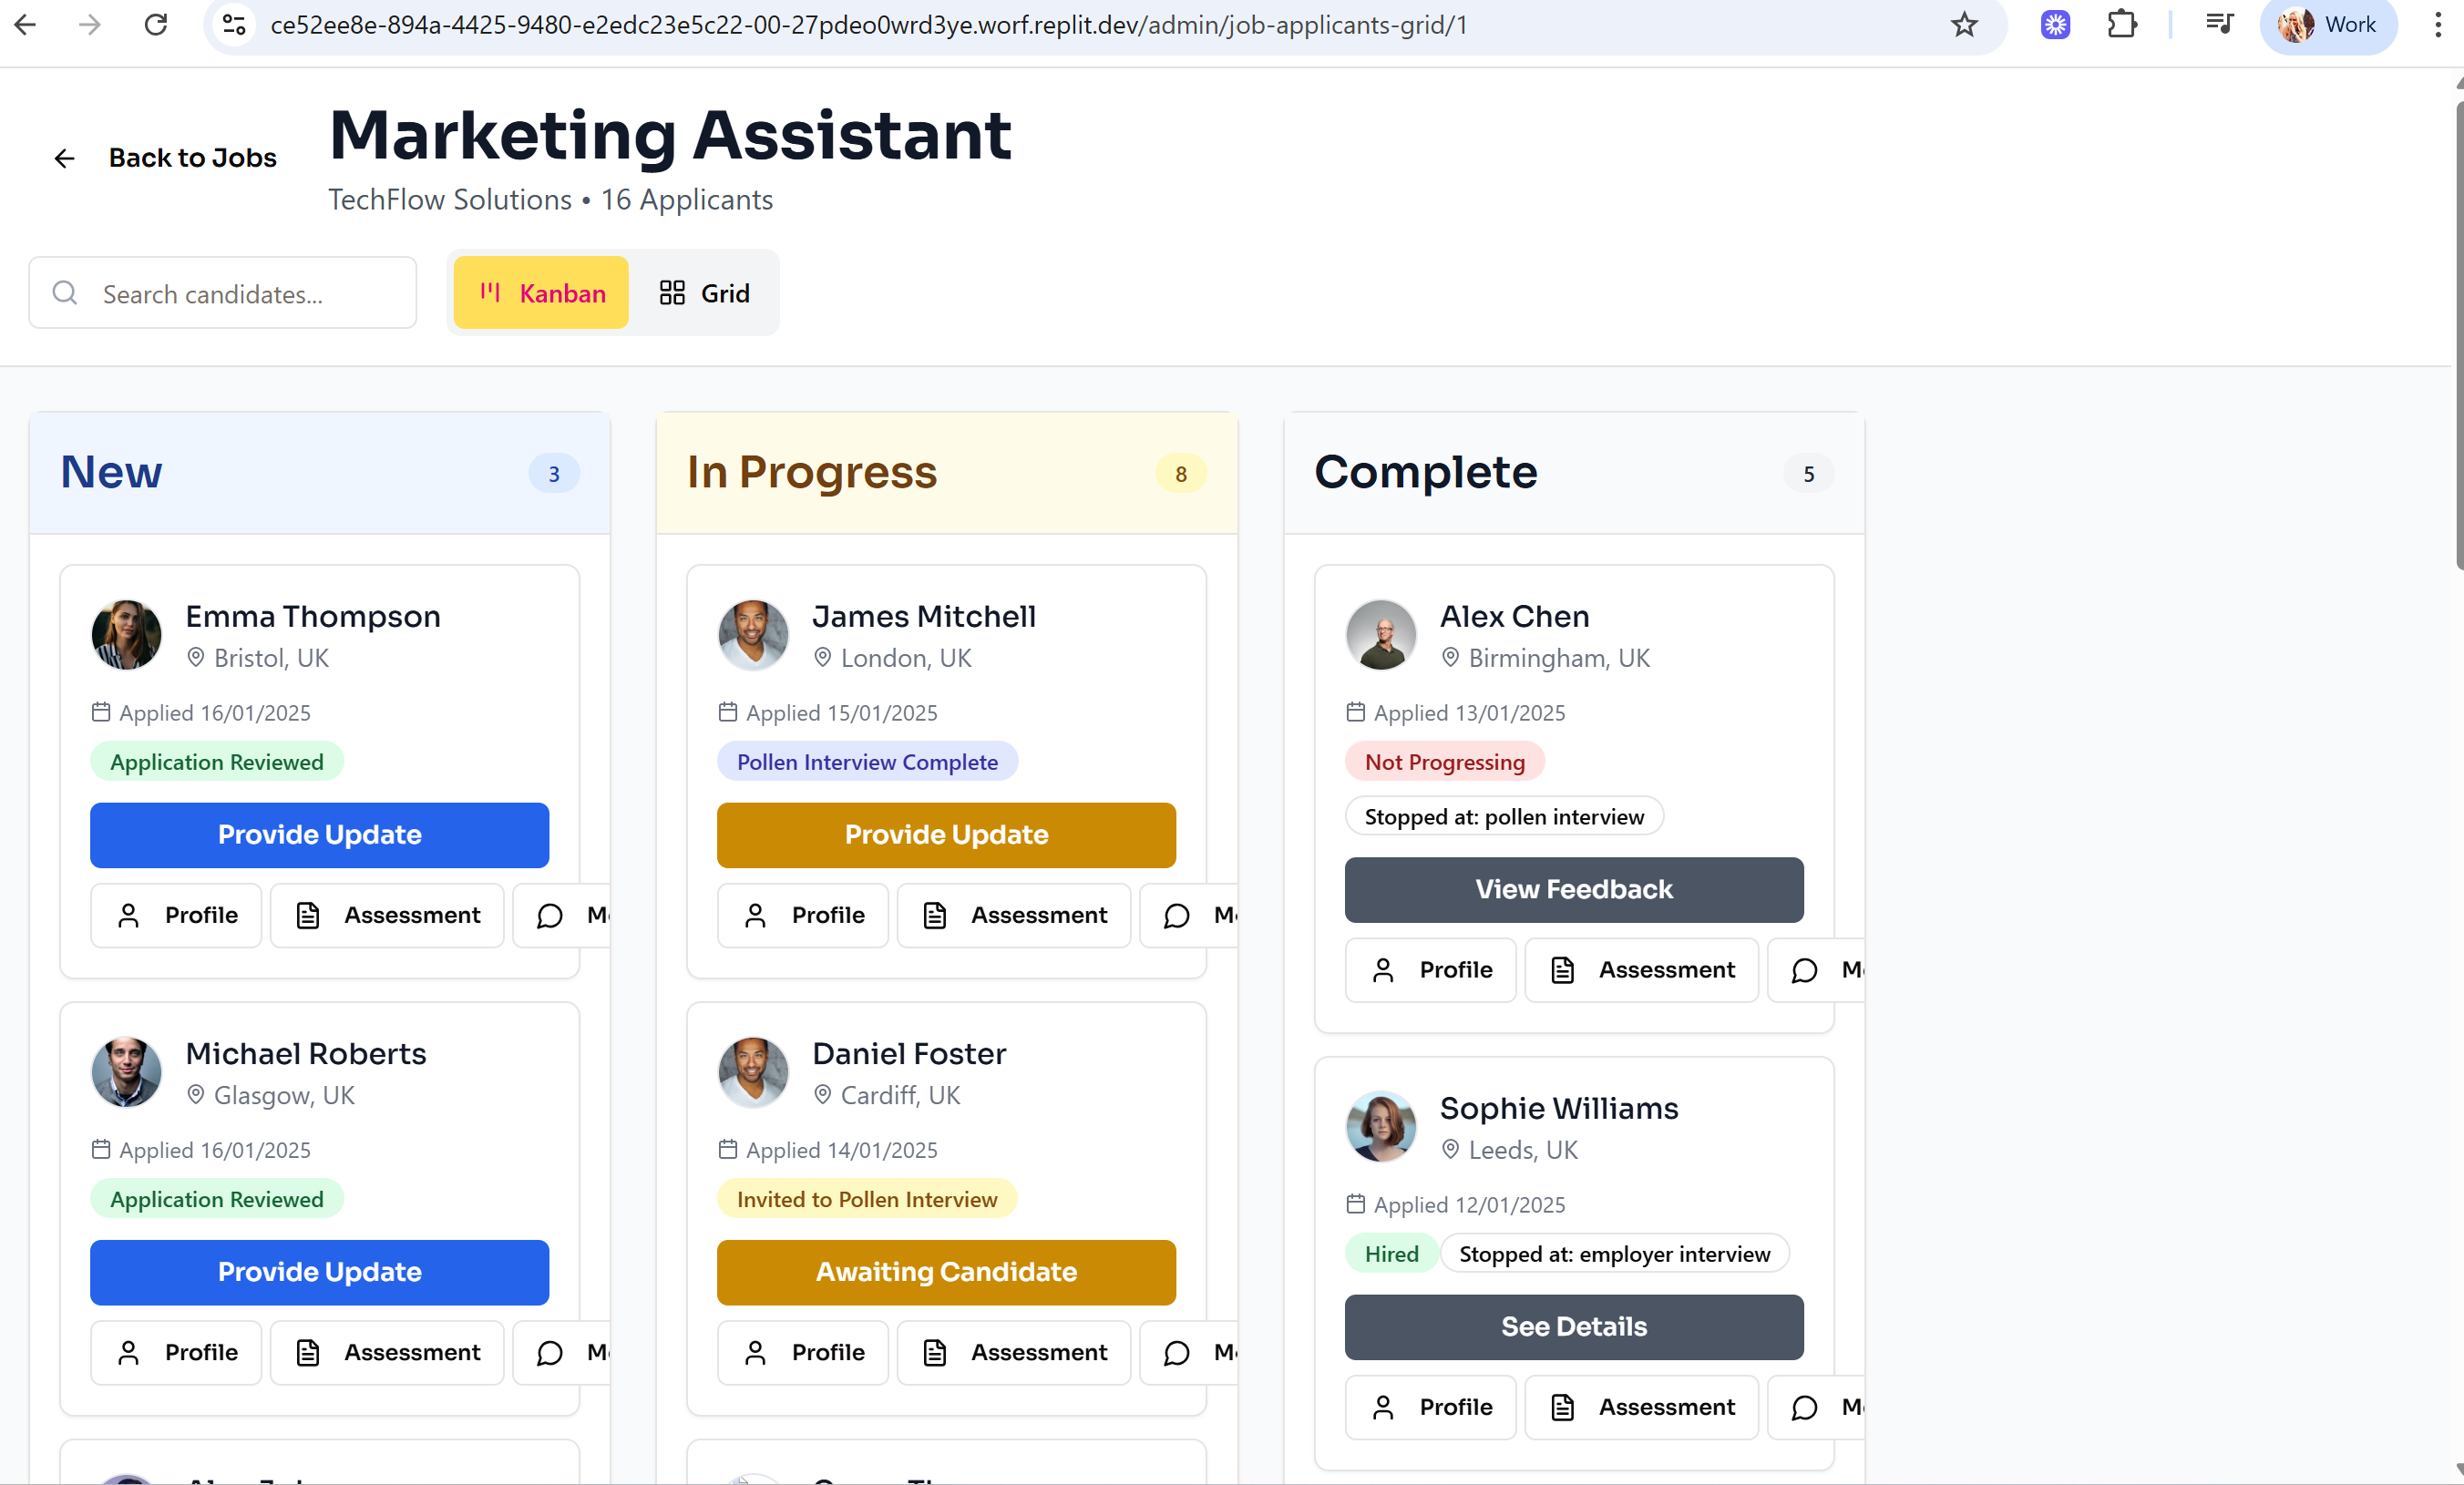 ce52ee8e-894a-4425-9480-e2edc23e5c22-00-27pdeo0wrd3ye.worf.replit.dev/admin/job-applicants-grid/1
Work
Back to Jobs
Marketing Assistant
TechFlow Solutions • 16 Applicants
Search candidates...
Kanban
Grid
New
3
Emma Thompson
Bristol, UK
Applied 16/01/2025
Application Reviewed
Provide Update
Profile
Assessment
Michael Roberts
Glasgow, UK
Applied 16/01/2025
Application Reviewed
Provide Update
Profile
Assessment
In Progress
8
James Mitchell
London, UK
Applied 15/01/2025
Pollen Interview Complete
Provide Update
Profile
Assessment
Daniel Foster
Cardiff, UK
Applied 14/01/2025
Invited to Pollen Interview
Awaiting Candidate
Profile
Assessment
Complete
5
Alex Chen
Birmingham, UK
Applied 13/01/2025
Not Progressing
Stopped at: pollen interview
View Feedback
Profile
Assessment
Sophie Williams
Leeds, UK
Applied 12/01/2025
Hired
Stopped at: employer interview
See Details
Profile
Assessment